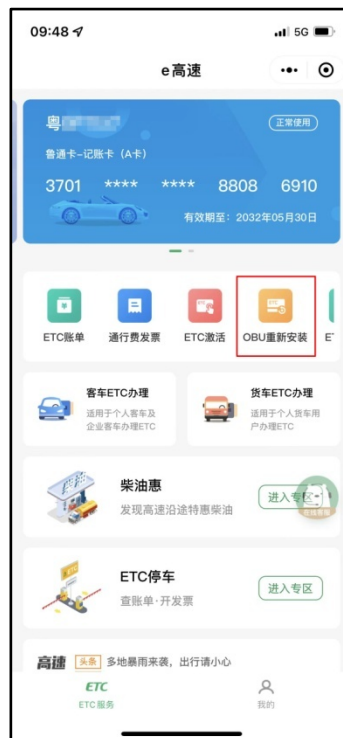 09:48
5G
e高速
粤
正常使用
鲁通卡-记账卡（A卡）
3701 **** **** 8808 6910
有效期至：2032年05月30日
ETC账单 通行费发票 ETC激活 OBU重新安装 E
客车ETC办理 货车ETC办理
适用于个人客车及 适用于个人货车用
企业客车办理ETC 户办理ETC
柴油惠
发现高速沿途特惠柴油
进入专区
在线客服
ETC停车
查账单·开发票
进入专区
高速 头条 多地暴雨来袭，出行请小心
ETC
ETC服务 我的